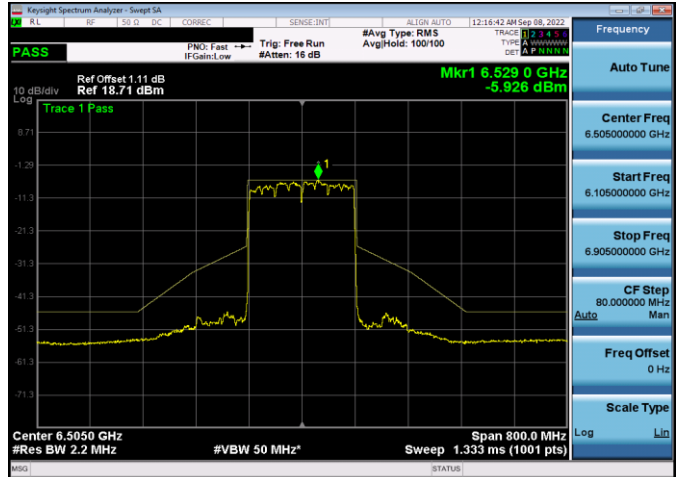 Keysight Spectrum Analyzer - Swept SA
RL RF 50 Ω DC CORREC SENSE:INT ALIGN AUTO 12:16:42 AM Sep 08, 2022
PASS
PNO: Fast
IFGain:Low
Trig: Free Run
#Atten: 16 dB
#Avg Type: RMS
Avg|Hold: 100/100
TRACE 1 2 3 4 5 6
TYPE A WWWWW
DET A P N N N N
Frequency
Mkr1 6.529 0 GHz
-5.926 dBm
Ref Offset 1.11 dB
Ref 18.71 dBm
10 dB/div
Log
Trace 1 Pass
8.71
-1.29
-11.3
-21.3
-31.3
-41.3
-51.3
-61.3
-71.3
1
Center 6.5050 GHz
#Res BW 2.2 MHz
#VBW 50 MHz*
Span 800.0 MHz
Sweep 1.333 ms (1001 pts)
Auto Tune
Center Freq
6.505000000 GHz
Start Freq
6.105000000 GHz
Stop Freq
6.905000000 GHz
CF Step
80.000000 MHz
Auto Man
Freq Offset
0 Hz
Scale Type
Log Lin
MSG STATUS